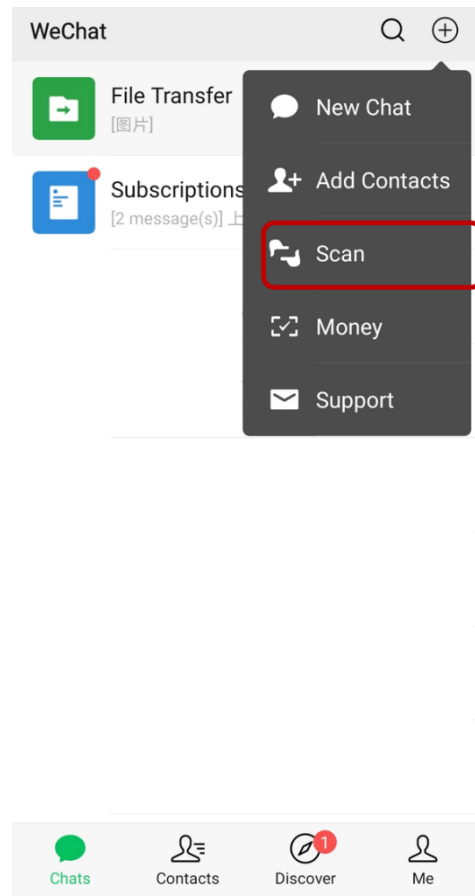 WeChat
File Transfer
[图片]
Subscriptions
[2 message(s)] 上
New Chat
Add Contacts
Scan
Money
Support
1
Chats
Contacts
Discover
Me